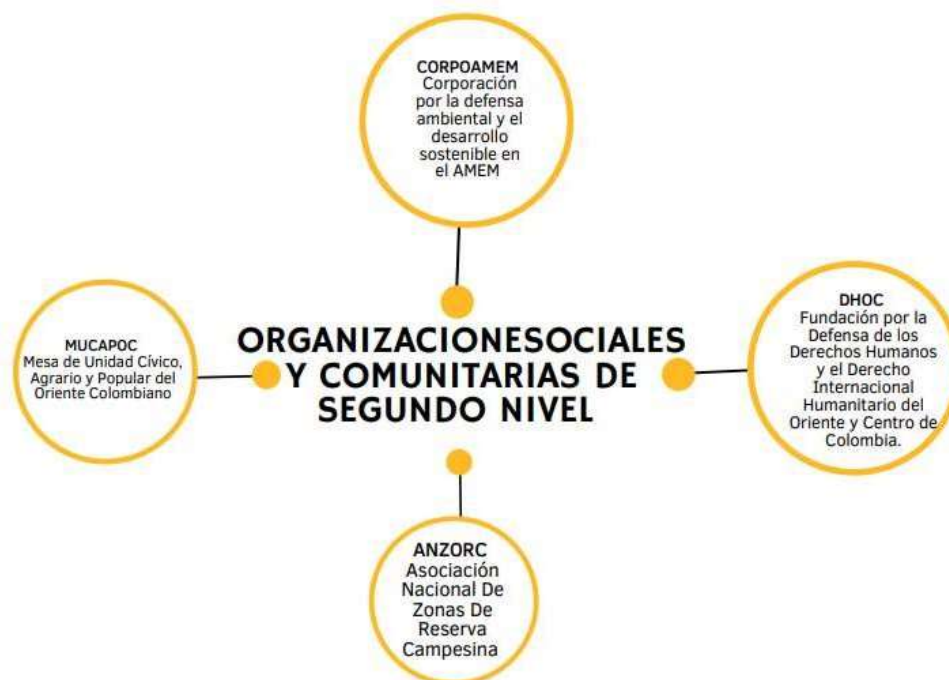 CORPOAMEM
Corporación
por la defensa
ambiental y el
desarrollo
sostenible en
el AMEM
MUCAPOC
Mesa de Unidad Cívico,
Agrario y Popular del
Oriente Colombiano
ORGANIZACIONESOCIALES
Y COMUNITARIAS DE
SEGUNDO NIVEL
DHOC
Fundación por la
Defensa de los
Derechos Humanos
y el Derecho
Internacional
Humanitario del
Oriente y Centro de
Colombia.
ANZORC
Asociación
Nacional De
Zonas De
Reserva
Campesina